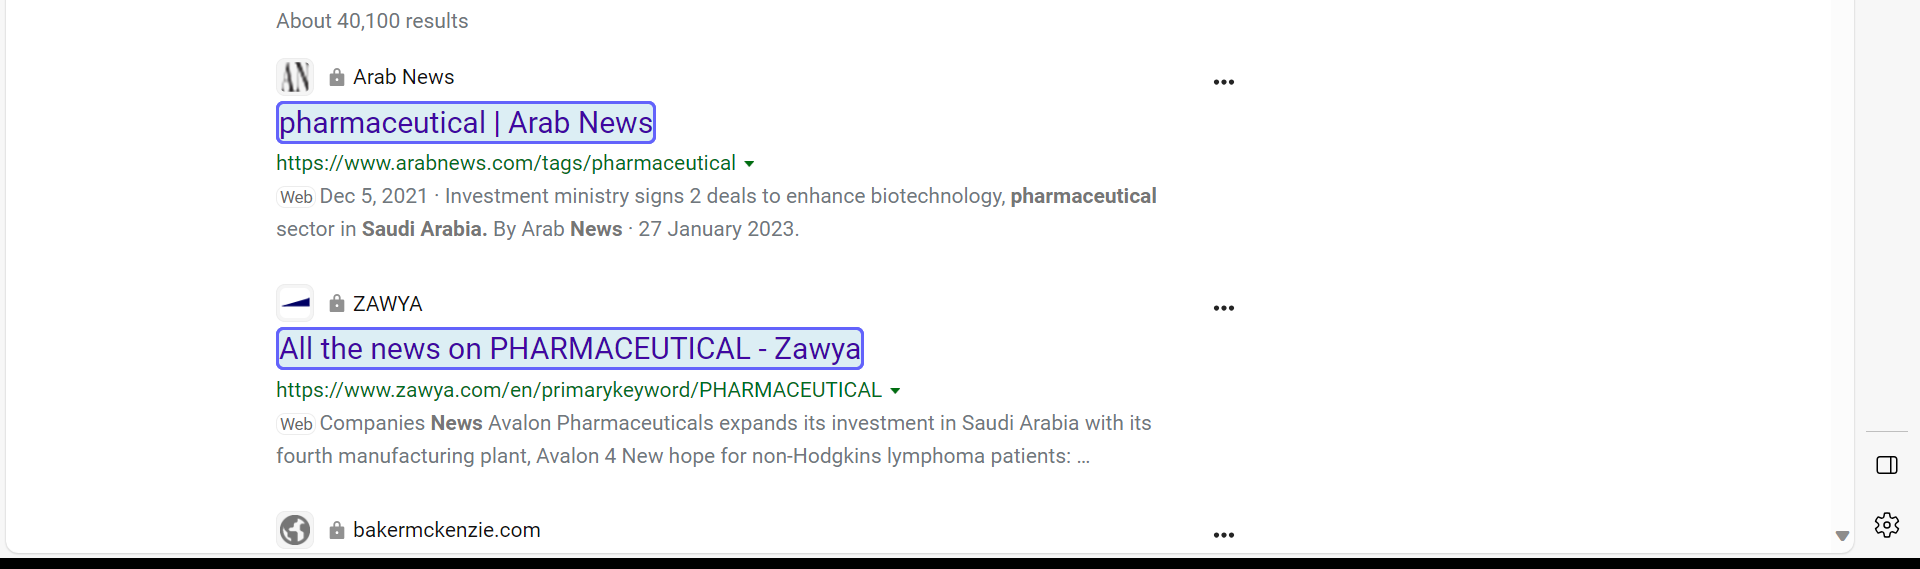 About 40,100 results
AN
Arab News
pharmaceutical | Arab News
https://www.arabnews.com/tags/pharmaceutical
Web Dec 5, 2021 · Investment ministry signs 2 deals to enhance biotechnology, pharmaceutical
sector in Saudi Arabia. By Arab News · 27 January 2023.
ZAWYA
All the news on PHARMACEUTICAL - Zawya
https://www.zawya.com/en/primarykeyword/PHARMACEUTICAL
Web Companies News Avalon Pharmaceuticals expands its investment in Saudi Arabia with its
fourth manufacturing plant, Avalon 4 New hope for non-Hodgkins lymphoma patients: ...
bakermckenzie.com